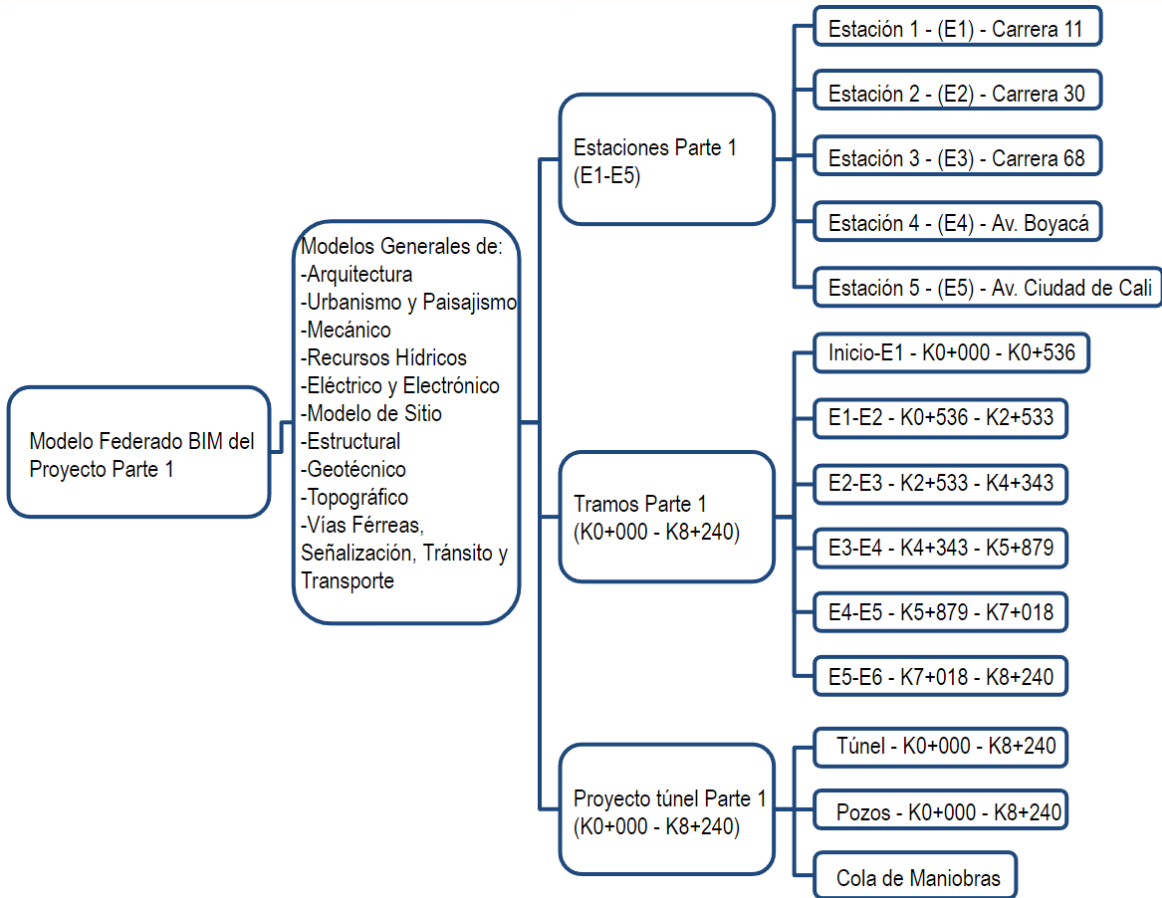 Modelo Federado BIM del
Proyecto Parte 1
Modelos Generales de:
-Arquitectura
-Urbanismo y Paisajismo
-Mecánico
-Recursos Hídricos
-Eléctrico y Electrónico
-Modelo de Sitio
-Estructural
-Geotécnico
-Topográfico
-Vías Férreas,
Señalización, Tránsito y
Transporte
Estaciones Parte 1
(E1-E5)
Estación 1 - (E1) - Carrera 11
Estación 2 - (E2) - Carrera 30
Estación 3 - (E3) - Carrera 68
Estación 4 - (E4) - Av. Boyacá
Estación 5 - (E5) - Av. Ciudad de Cali
Tramos Parte 1
(K0+000 - K8+240)
Inicio-E1 - K0+000 - K0+536
E1-E2 - K0+536 - K2+533
E2-E3 - K2+533 - K4+343
E3-E4 - K4+343 - K5+879
E4-E5 - K5+879 - K7+018
E5-E6 - K7+018 - K8+240
Proyecto túnel Parte 1
(K0+000 - K8+240)
Túnel - K0+000 - K8+240
Pozos - K0+000 - K8+240
Cola de Maniobras